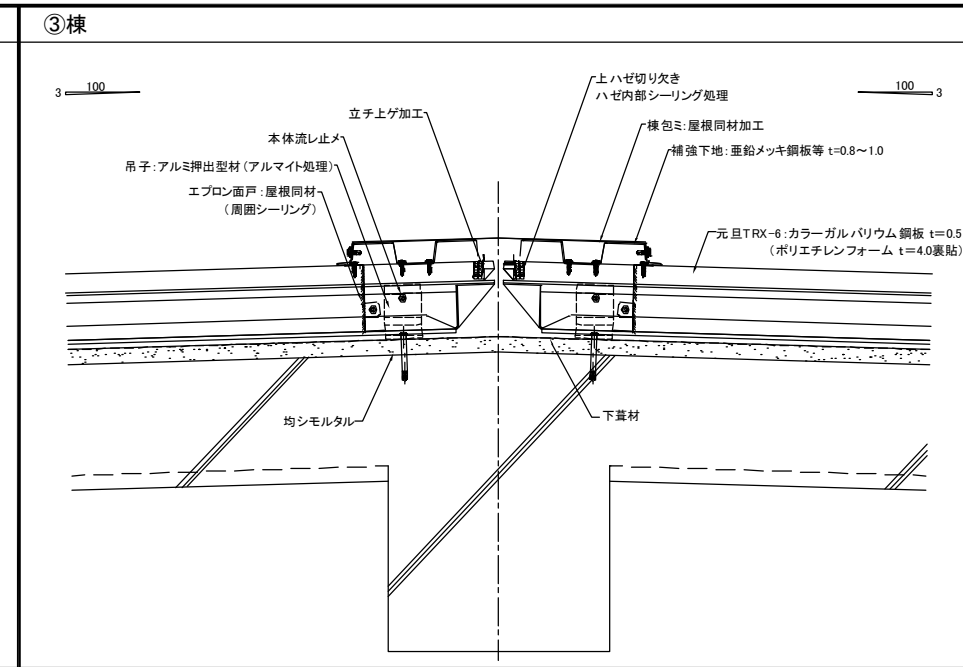 ③棟
3 100
100 3
上ハゼ切り欠き
ハゼ内部シーリング処理
立チ上ゲ加工
棟包ミ:屋根同材加工
本体流レ止メ
補強下地:亜鉛メッキ鋼板等 t=0.8～1.0
吊子:アルミ押出型材(アルマイト処理)
エプロン面戸:屋根同材
(周囲シーリング)
元旦TRX-6:カラーガルバリウム鋼板 t=0.5
(ポリエチレンフォーム t=4.0裏貼)
均シモルタル
下葺材